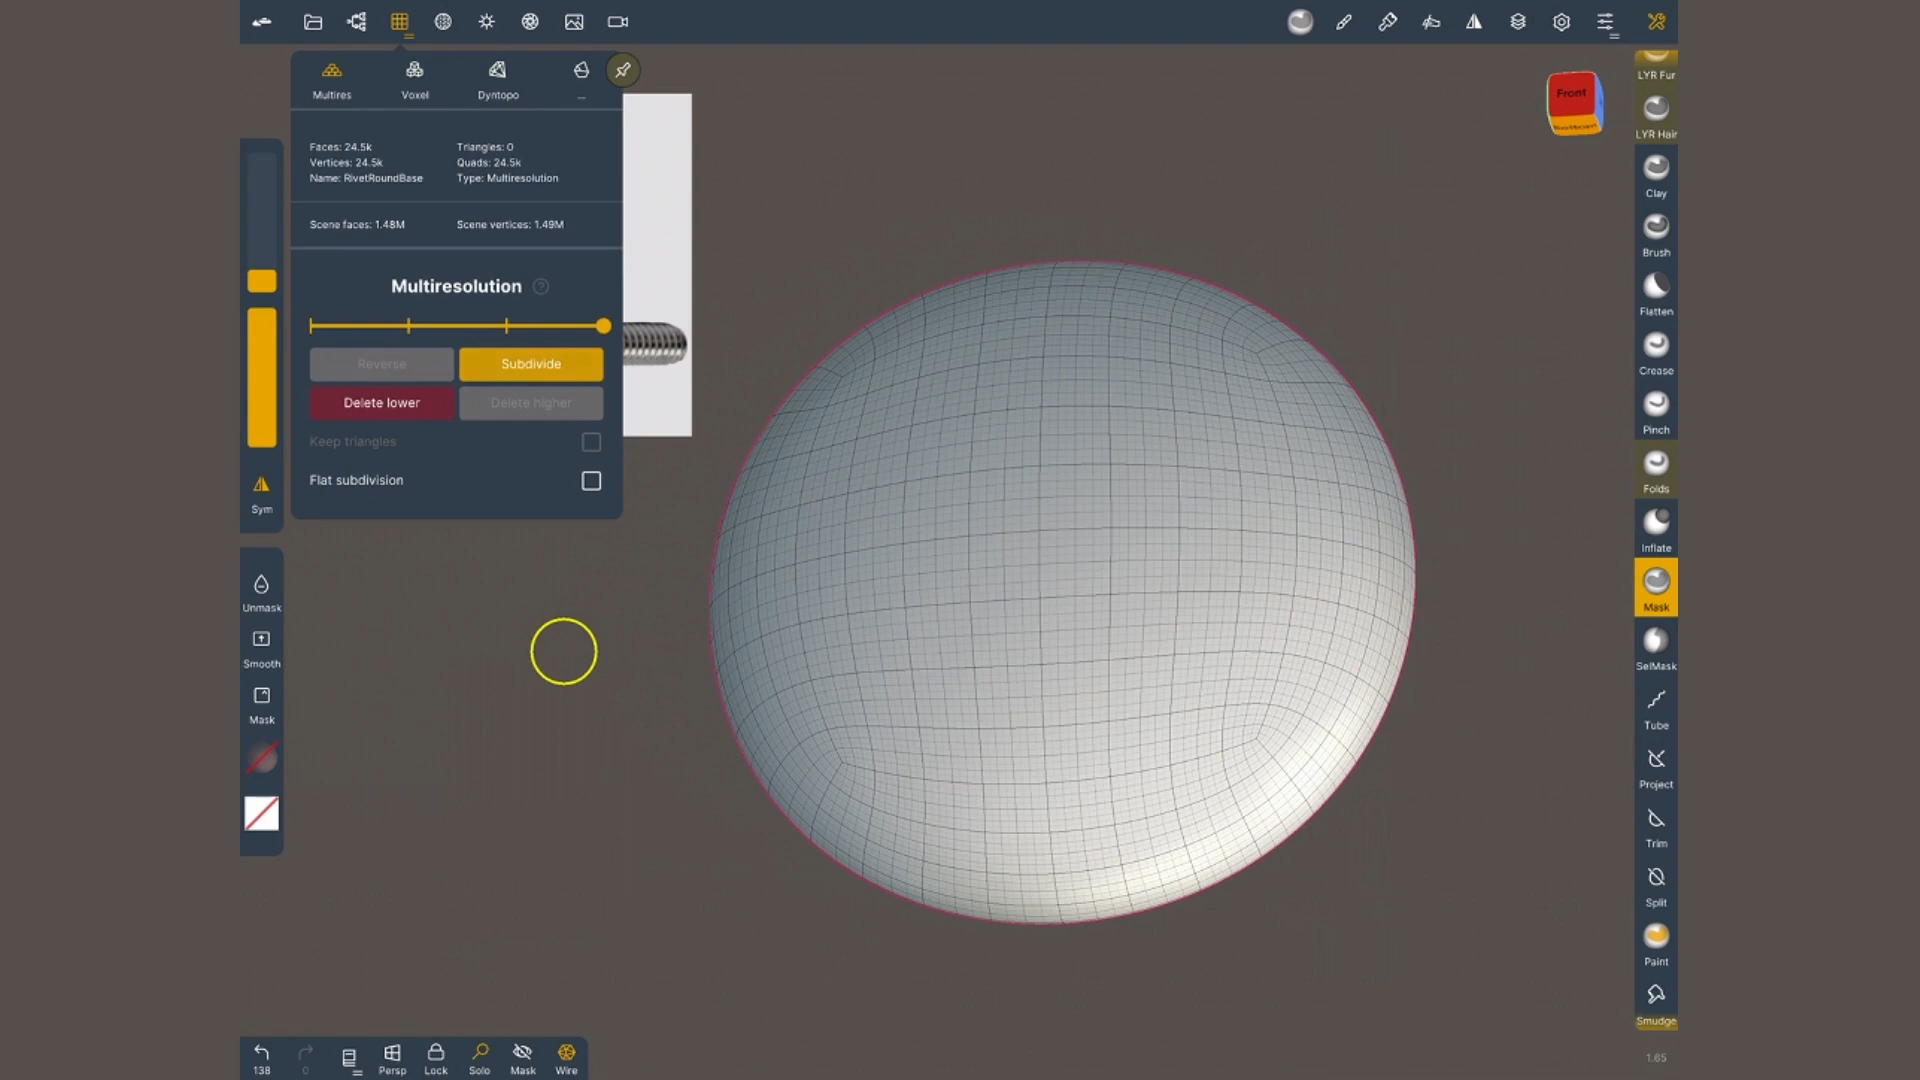 Multires
Voxel
Dyntopo
...
Faces: 24.5k
Triangles: 0
Vertices: 24.5k
Quads: 24.5k
Name: RivetRoundBase
Type: Multiresolution
Scene faces: 1.48M
Scene vertices: 1.49M
Multiresolution ?
Reverse
Subdivide
Delete lower
Delete higher
Keep triangles
Flat subdivision
Sym
Unmask
Smooth
Mask
138
0
Persp
Lock
Solo
Mask
Wire
Front
LYR Fur
LYR Hair
Clay
Brush
Flatten
Crease
Pinch
Folds
Inflate
Mask
SelMask
Tube
Project
Trim
Split
Paint
Smudge
1.65